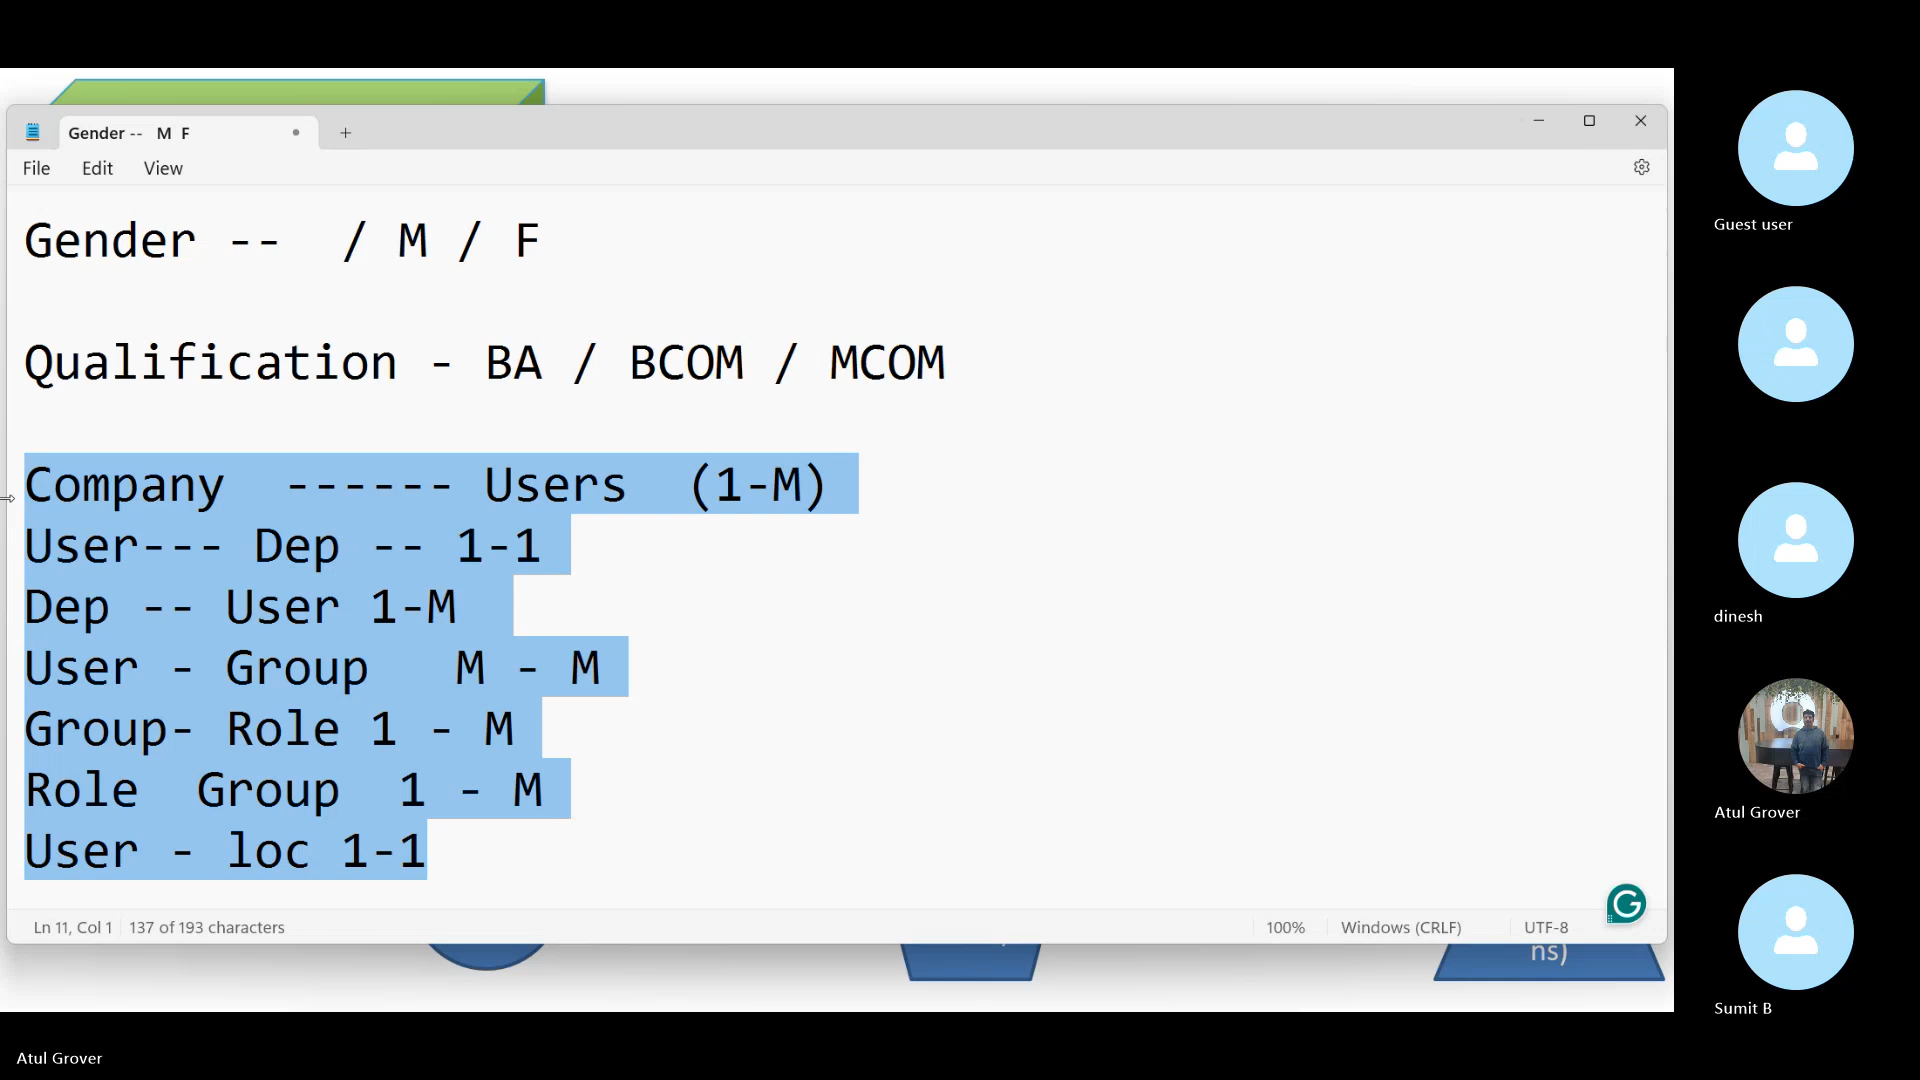 Gender -- M F
File Edit View
Gender -- / M / F
Qualification - BA / BCOM / MCOM
Company ------ Users (1-M)
User--- Dep -- 1-1
Dep -- User 1-M
User - Group M - M
Group- Role 1 - M
Role Group 1 - M
User - loc 1-1
Ln 11, Col 1 137 of 193 characters 100% Windows (CRLF) UTF-8
ns)
Guest user
dinesh
Atul Grover
Sumit B
Atul Grover